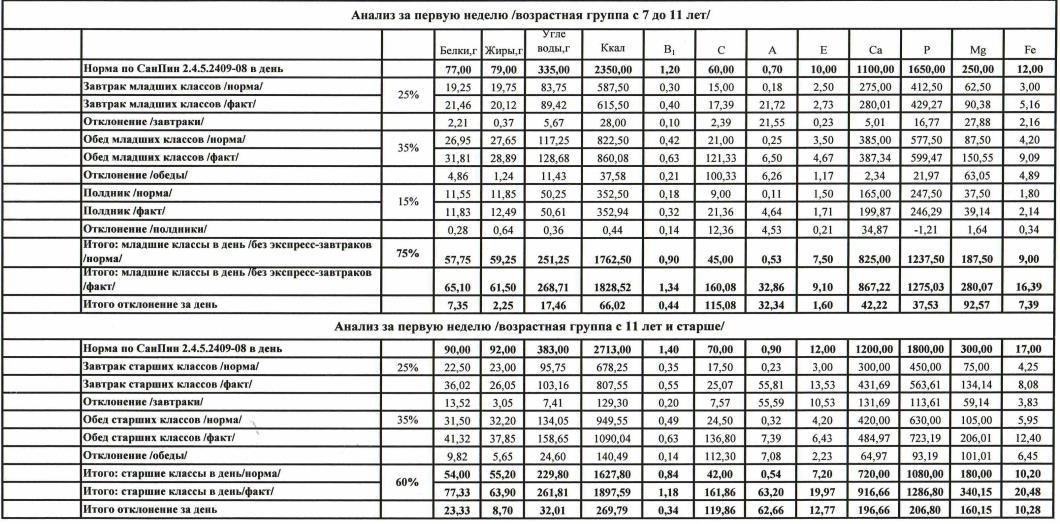 Анализ за первую неделю /возрастная группа с 7 до 11 лет/
Белки,г Жиры,г Угле воды,г Ккал B₁ C A E Ca P Mg Fe
Норма по СанПин 2.4.5.2409-08 в день 77,00 79,00 335,00 2350,00 1,20 60,00 0,70 10,00 1100,00 1650,00 250,00 12,00
Завтрак младших классов /норма/ 25% 19,25 19,75 83,75 587,50 0,30 15,00 0,18 2,50 275,00 412,50 62,50 3,00
Завтрак младших классов /факт/ 21,46 20,12 89,42 615,50 0,40 17,39 21,72 2,73 280,01 429,27 90,38 5,16
Отклонение /завтраки/ 2,21 0,37 5,67 28,00 0,10 2,39 21,55 0,23 5,01 16,77 27,88 2,16
Обед младших классов /норма/ 35% 26,95 27,65 117,25 822,50 0,42 21,00 0,25 3,50 385,00 577,50 87,50 4,20
Обед младших классов /факт/ 31,81 28,89 128,68 860,08 0,63 121,33 6,50 4,67 387,34 599,47 150,55 9,09
Отклонение /обеды/ 4,86 1,24 11,43 37,58 0,21 100,33 6,26 1,17 2,34 21,97 63,05 4,89
Полдник /норма/ 15% 11,55 11,85 50,25 352,50 0,18 9,00 0,11 1,50 165,00 247,50 37,50 1,80
Полдник /факт/ 11,83 12,49 50,61 352,94 0,32 21,36 4,64 1,71 199,87 246,29 39,14 2,14
Отклонение /полдники/ 0,28 0,64 0,36 0,44 0,14 12,36 4,53 0,21 34,87 -1,21 1,64 0,34
Итого: младшие классы в день /без экспресс-завтраков
/норма/ 75% 57,75 59,25 251,25 1762,50 0,90 45,00 0,53 7,50 825,00 1237,50 187,50 9,00
Итого: младшие классы в день /без экспресс-завтраков
/факт/ 65,10 61,50 268,71 1828,52 1,34 160,08 32,86 9,10 867,22 1275,03 280,07 16,39
Итого отклонение за день 7,35 2,25 17,46 66,02 0,44 115,08 32,34 1,60 42,22 37,53 92,57 7,39
Анализ за первую неделю /возрастная группа с 11 лет и старше/
Норма по СанПин 2.4.5.2409-08 в день 90,00 92,00 383,00 2713,00 1,40 70,00 0,90 12,00 1200,00 1800,00 300,00 17,00
Завтрак старших классов /норма/ 25% 22,50 23,00 95,75 678,25 0,35 17,50 0,23 3,00 300,00 450,00 75,00 4,25
Завтрак старших классов /факт/ 36,02 26,05 103,16 807,55 0,55 25,07 55,81 13,53 431,69 563,61 134,14 8,08
Отклонение /завтраки/ 13,52 3,05 7,41 129,30 0,20 7,57 55,59 10,53 131,69 113,61 59,14 3,83
Обед старших классов /норма/ 35% 31,50 32,20 134,05 949,55 0,49 24,50 0,32 4,20 420,00 630,00 105,00 5,95
Обед старших классов /факт/ 41,32 37,85 158,65 1090,04 0,63 136,80 7,39 6,43 484,97 723,19 206,01 12,40
Отклонение /обеды/ 9,82 5,65 24,60 140,49 0,14 112,30 7,08 2,23 64,97 93,19 101,01 6,45
Итого: старшие классы в день/норма/ 60% 54,00 55,20 229,80 1627,80 0,84 42,00 0,54 7,20 720,00 1080,00 180,00 10,20
Итого: старшие классы в день/факт/ 77,33 63,90 261,81 1897,59 1,18 161,86 63,20 19,97 916,66 1286,80 340,15 20,48
Итого отклонение за день 23,33 8,70 32,01 269,79 0,34 119,86 62,66 12,77 196,66 206,80 160,15 10,28